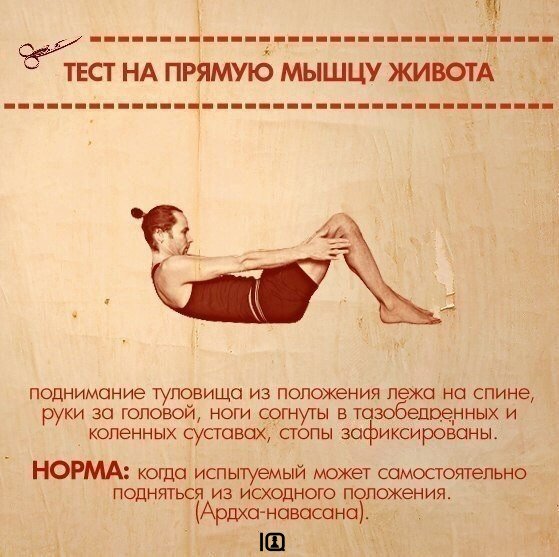 ТЕСТ НА ПРЯМУЮ МЫШЦУ ЖИВОТА
поднимание туловища из положения лежа на спине,
руки за головой, ноги согнуты в тазобедренных и
коленных суставах, стопы зафиксированы.
НОРМА: когда испытуемый может самостоятельно
подняться из исходного положения.
(Ардха-навасана).